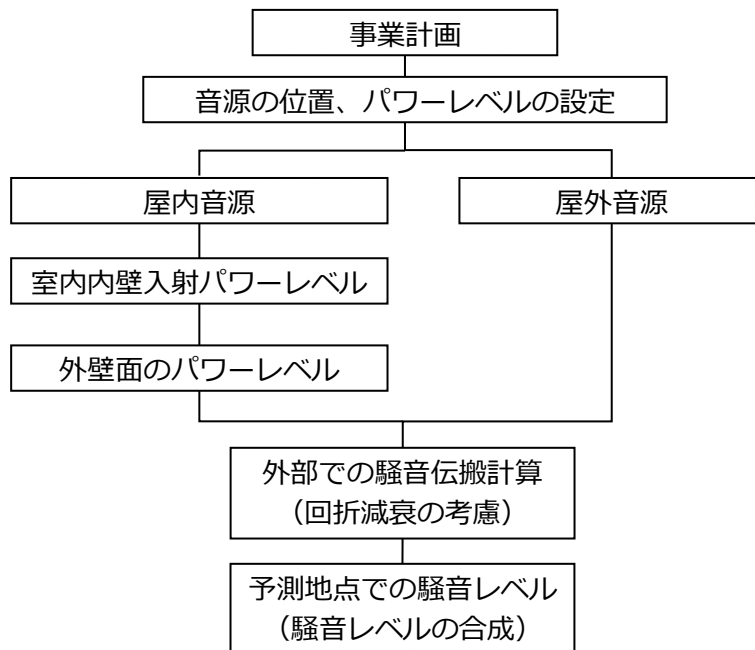 事業計画
音源の位置、パワーレベルの設定
屋内音源
屋外音源
室内内壁入射パワーレベル
外壁面のパワーレベル
外部での騒音伝搬計算
（回折減衰の考慮）
予測地点での騒音レベル
（騒音レベルの合成）